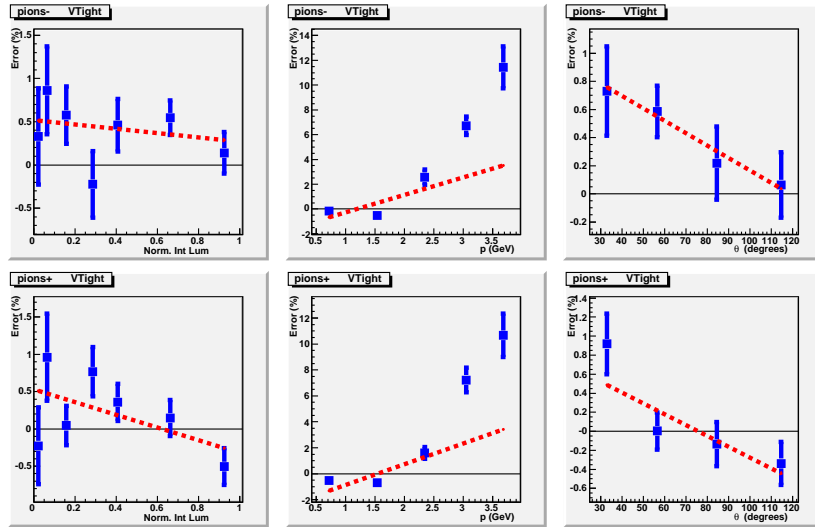 pions- VTight
Error (%)
1.5
1
0.5
0
-0.5
0 0.2 0.4 0.6 0.8 1
Norm. Int Lum
pions- VTight
Error (%)
14
12
10
8
6
4
2
0
-2
0.5 1 1.5 2 2.5 3 3.5
p (GeV)
pions- VTight
Error (%)
1
0.8
0.6
0.4
0.2
0
-0.2
30 40 50 60 70 80 90 100 110 120
θ (degrees)
pions+ VTight
Error (%)
1.5
1
0.5
0
-0.5
0 0.2 0.4 0.6 0.8 1
Norm. Int Lum
pions+ VTight
Error (%)
12
10
8
6
4
2
0
-2
0.5 1 1.5 2 2.5 3 3.5
p (GeV)
pions+ VTight
Error (%)
1.4
1.2
1
0.8
0.6
0.4
0.2
-0
-0.2
-0.4
-0.6
-0.8
30 40 50 60 70 80 90 100 110 120
θ (degrees)